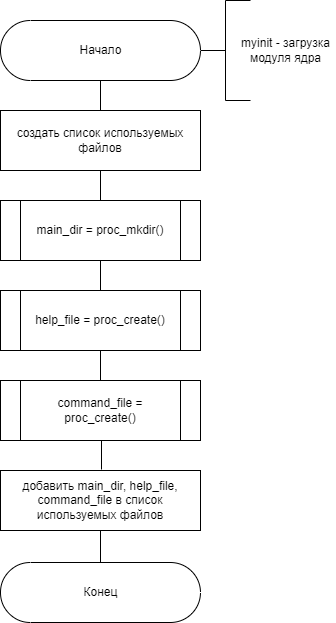 Начало
myinit - загрузка
модуля ядра
создать список используемых
файлов
main_dir = proc_mkdir()
help_file = proc_create()
command_file =
proc_create()
добавить main_dir, help_file,
command_file в список
используемых файлов
Конец